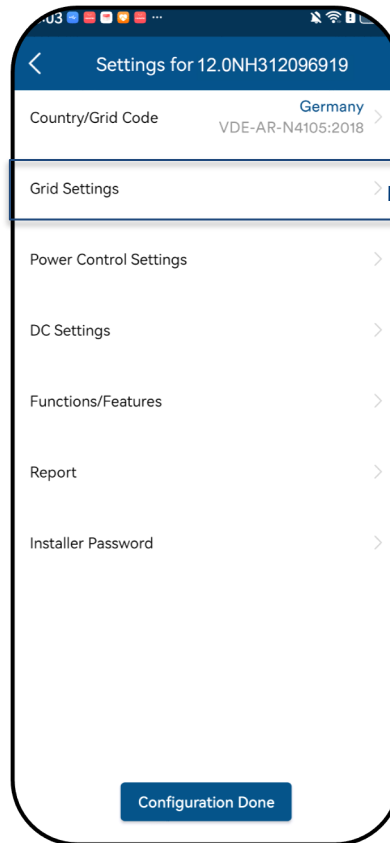 :03
Settings for 12.0NH312096919
Country/Grid Code
Germany
VDE-AR-N4105:2018
Grid Settings
Power Control Settings
DC Settings
Functions/Features
Report
Installer Password
Configuration Done